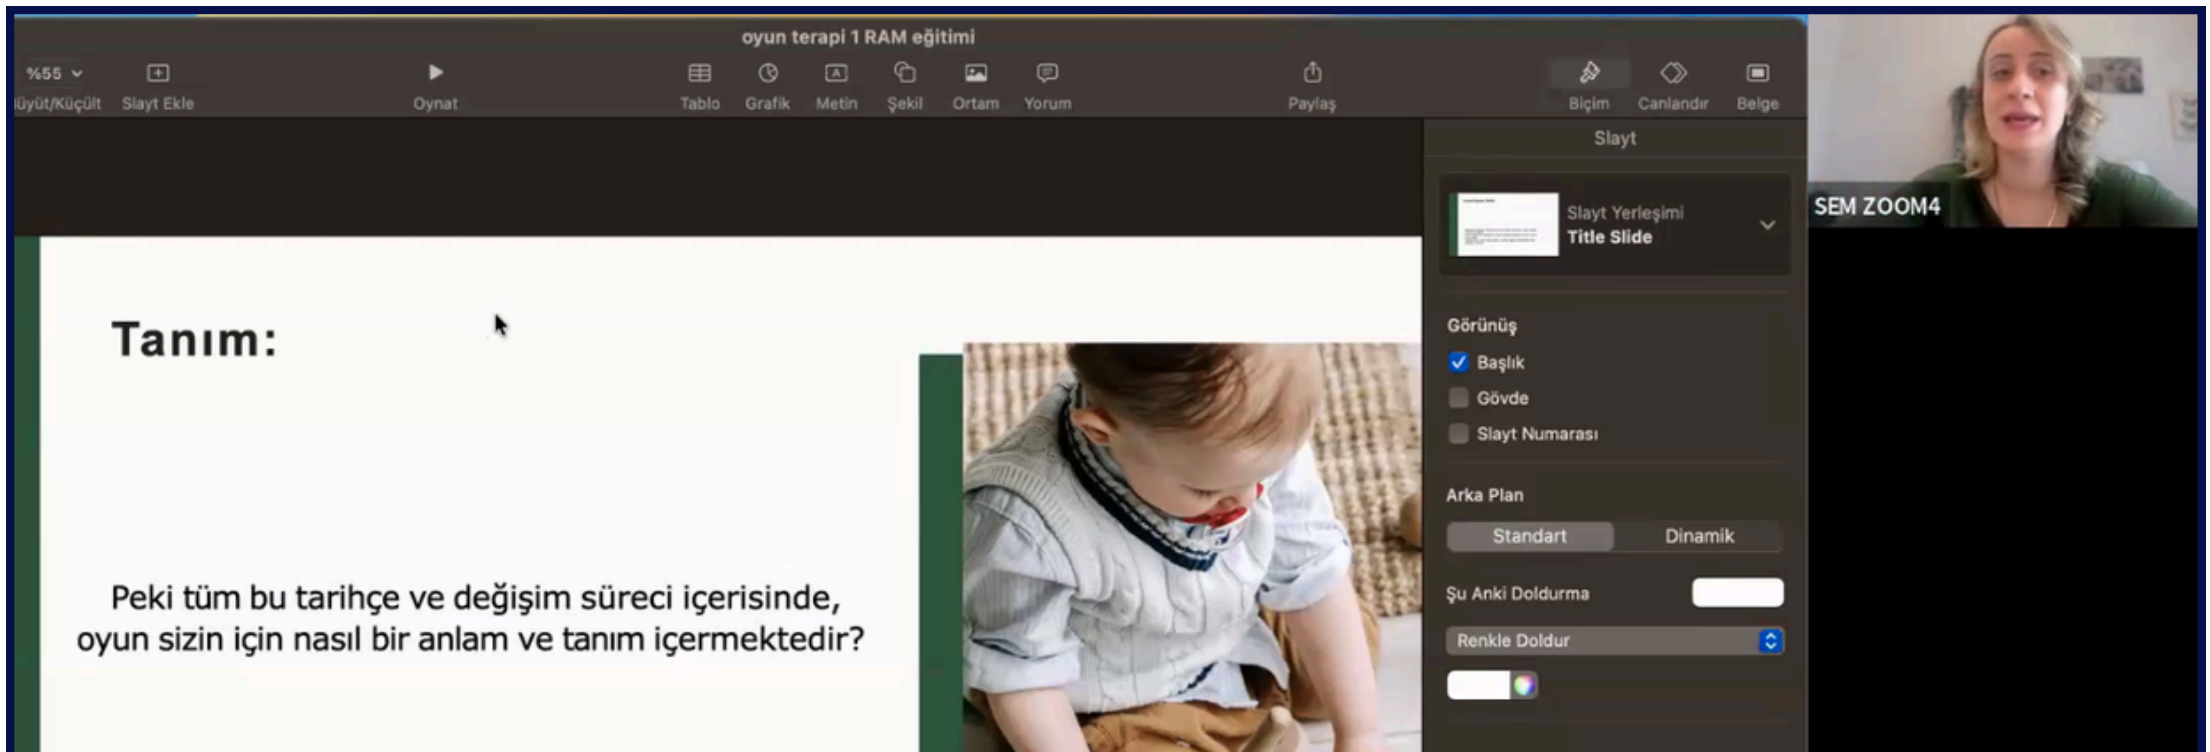 oyun terapi 1 RAM eğitimi
%55
Slayt Ekle
Oynat
Tablo
Grafik
Metin
Şekil
Ortam
Yorum
Paylaş
Biçim
Canlandır
Belge
Slayt
Slayt Yerleşimi
Title Slide
SEM ZOOM4
Tanım:
Peki tüm bu tarihçe ve değişim süreci içerisinde,
oyun sizin için nasıl bir anlam ve tanım içermektedir?
Görünüş
Başlık
Gövde
Slayt Numarası
Arka Plan
Standart
Dinamik
Şu Anki Doldurma
Renkle Doldur